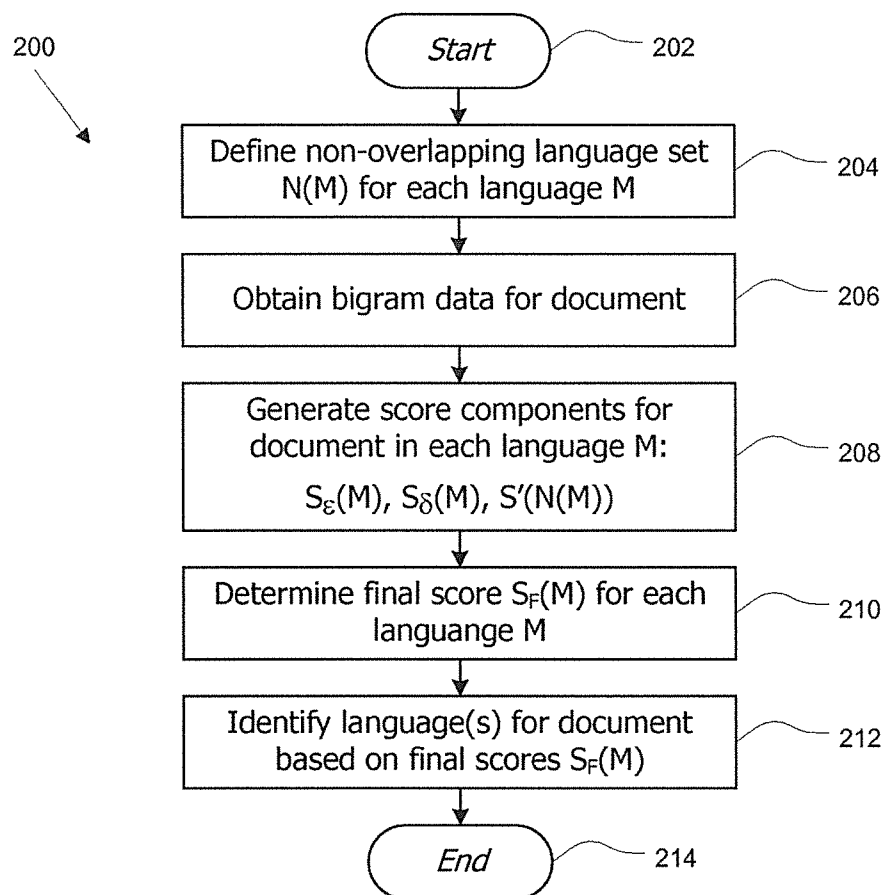 200
Start
202
Define non-overlapping language set
N(M) for each language M
204
Obtain bigram data for document
206
Generate score components for
document in each language M:
Sε(M), Sδ(M), S'(N(M))
208
Determine final score SF(M) for each
languange M
210
Identify language(s) for document
based on final scores SF(M)
212
End
214